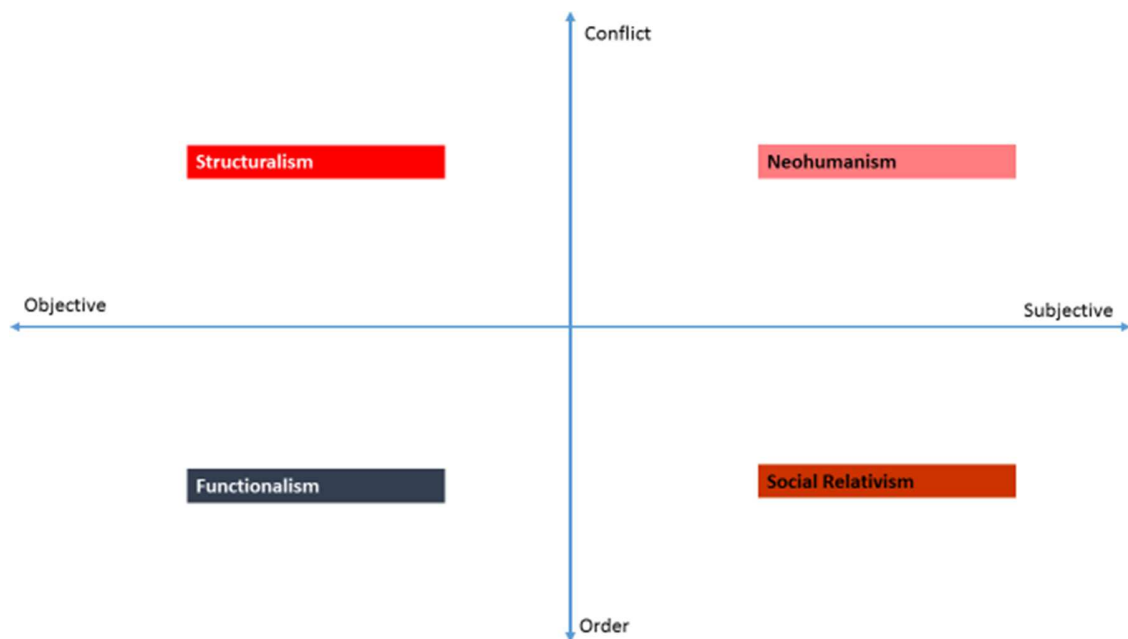 Conflict
Structuralism
Neohumanism
Objective
Subjective
Functionalism
Social Relativism
Order